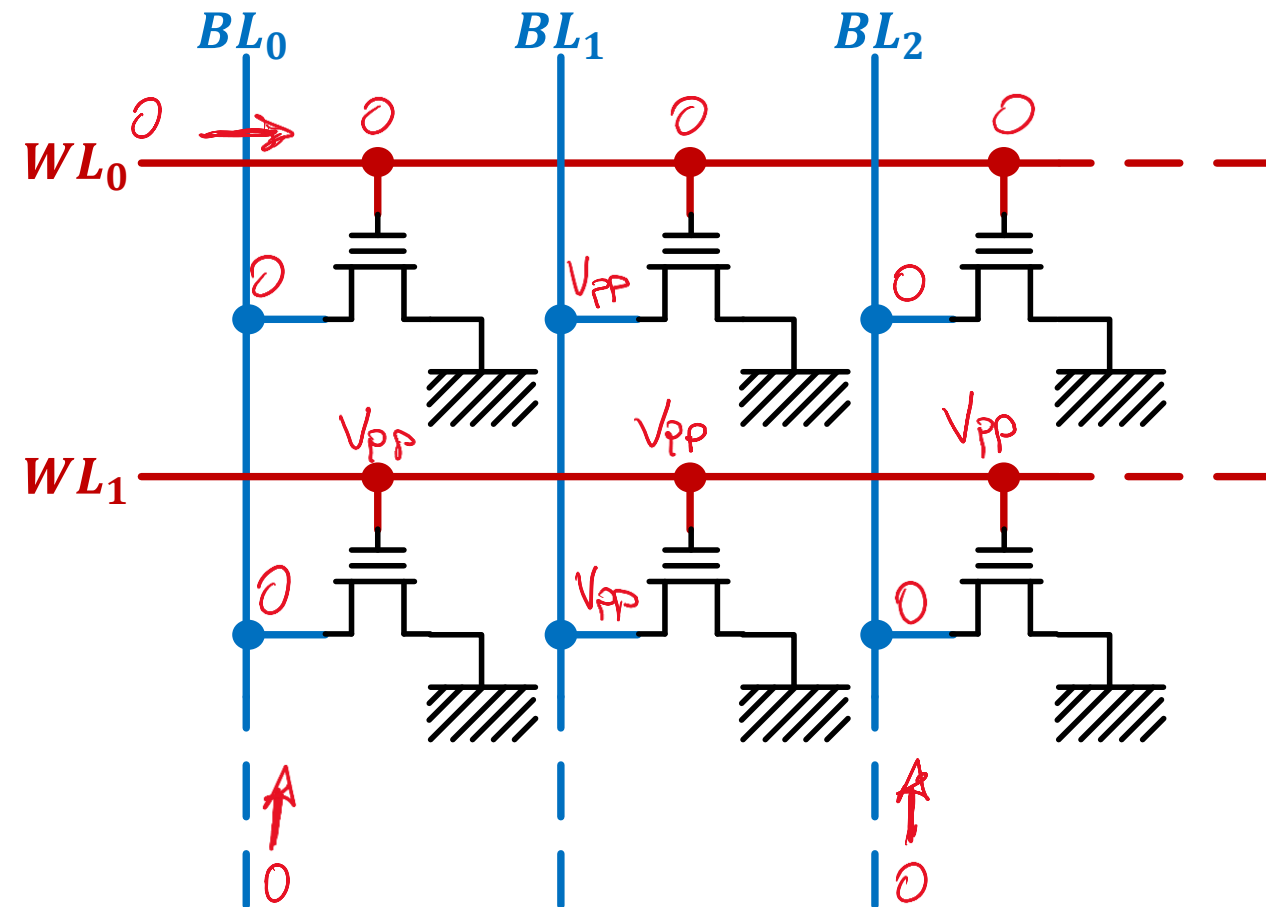 BL₀ BL₁ BL₂
0 0 0 0
WL₀
0 Vpp 0
Vpp Vpp Vpp
WL₁
0 Vpp 0
0 0